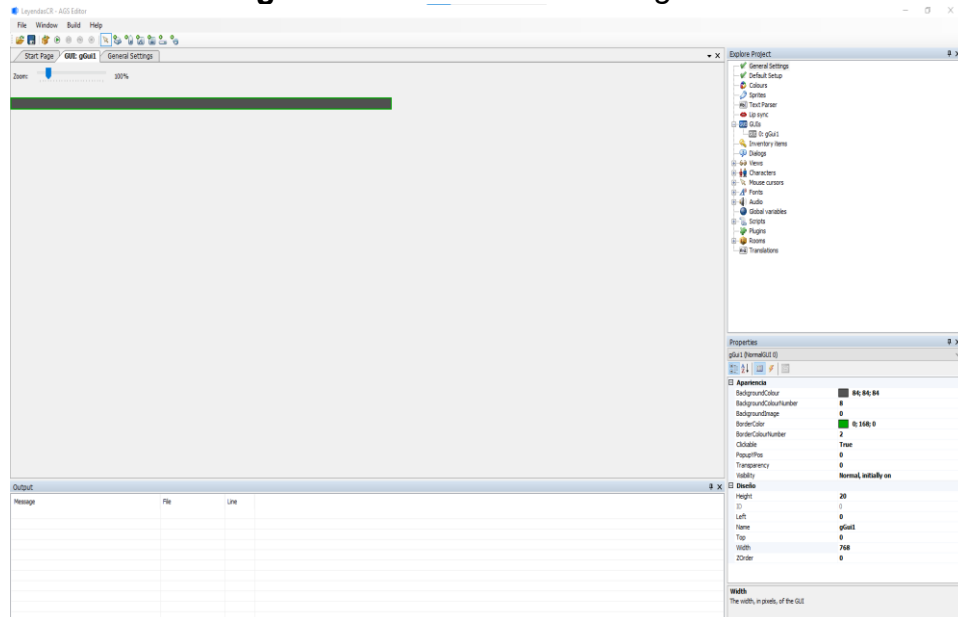 LeyendasCR - AGS Editor
File Window Build Help
Start Page GUI: gGui1 General Settings
Zoom: 100%
Explore Project
General Settings
Default Setup
Colours
Sprites
Text Parser
Lip sync
GUIs
0: gGui1
Inventory items
Dialogs
Views
Characters
Mouse cursors
Fonts
Audio
Global variables
Scripts
Plugins
Rooms
Translations
Properties
gGui1 (NormalGUI 0)
Apariencia
BackgroundColour 84; 84; 84
BackgroundColourNumber 8
BackgroundImage 0
BorderColor 0; 168; 0
BorderColourNumber 2
Clickable True
PopupYPos 0
Transparency 0
Visibility Normal, initially on
Diseño
Height 20
ID 0
Left 0
Name gGui1
Top 0
Width 768
ZOrder 0
Width
The width, in pixels, of the GUI
Output
Message File Line